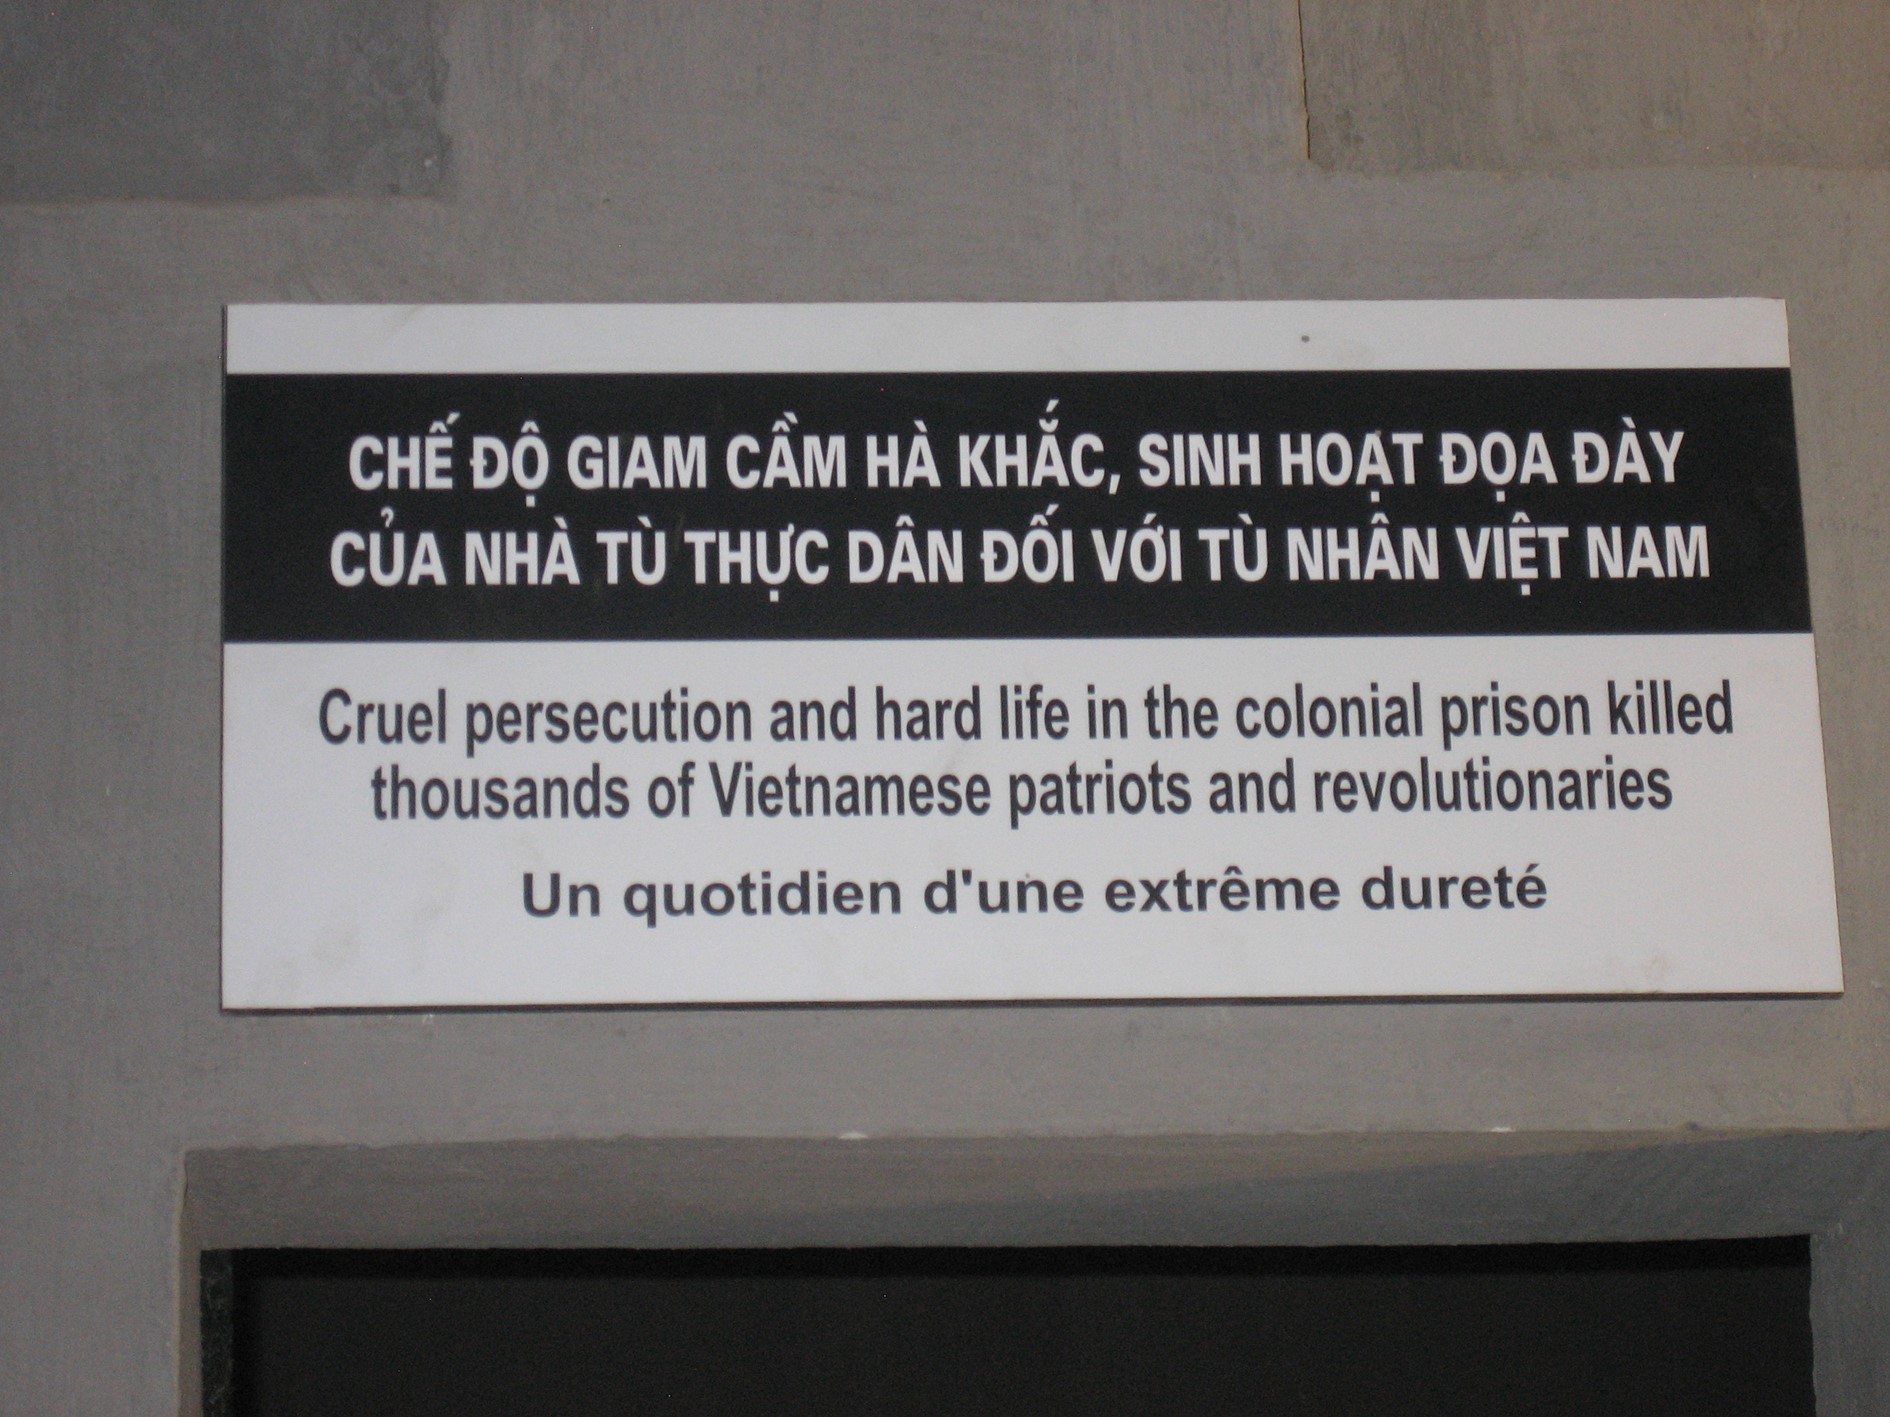 CHẾ ĐỘ GIAM CẦM HÀ KHẮC, SINH HOẠT ĐỌA ĐÀY
CỦA NHÀ TÙ THỰC DÂN ĐỐI VỚI TÙ NHÂN VIỆT NAM
Cruel persecution and hard life in the colonial prison killed
thousands of Vietnamese patriots and revolutionaries
Un quotidien d'une extrême dureté